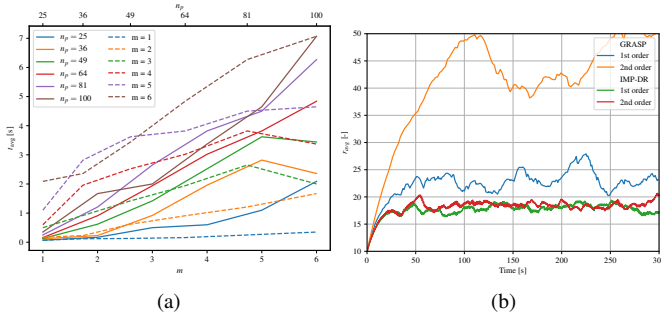 n_p
25 36 49 64 81 100
n_p = 25
n_p = 36
n_p = 49
n_p = 64
n_p = 81
n_p = 100
m = 1
m = 2
m = 3
m = 4
m = 5
m = 6
7
6
5
4
3
2
1
0
t_avg [s]
1 2 3 4 5 6
m
(a)
50
45
40
35
30
25
20
15
10
r_avg [-]
GRASP
1st order
2nd order
IMP-DR
1st order
2nd order
0 50 100 150 200 250 300
Time [s]
(b)